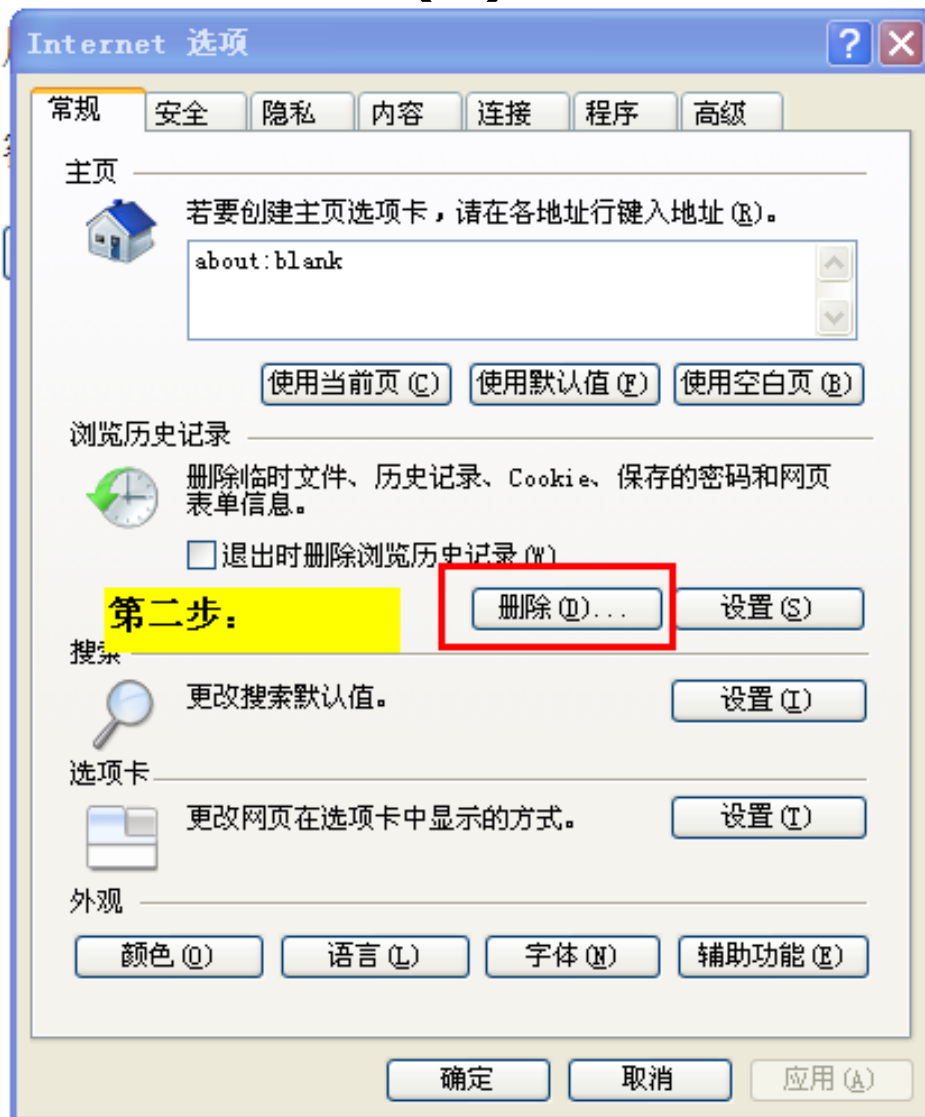 Internet 选项
常规 安全 隐私 内容 连接 程序 高级
主页
若要创建主页选项卡，请在各地址行键入地址(R)。
about:blank
使用当前页(C) 使用默认值(F) 使用空白页(B)
浏览历史记录
删除临时文件、历史记录、Cookie、保存的密码和网页
表单信息。
退出时删除浏览历史记录(W)
第二步： 删除(D)... 设置(S)
搜索
更改搜索默认值。 设置(I)
选项卡
更改网页在选项卡中显示的方式。 设置(T)
外观
颜色(O) 语言(L) 字体(N) 辅助功能(E)
确定 取消 应用(A)